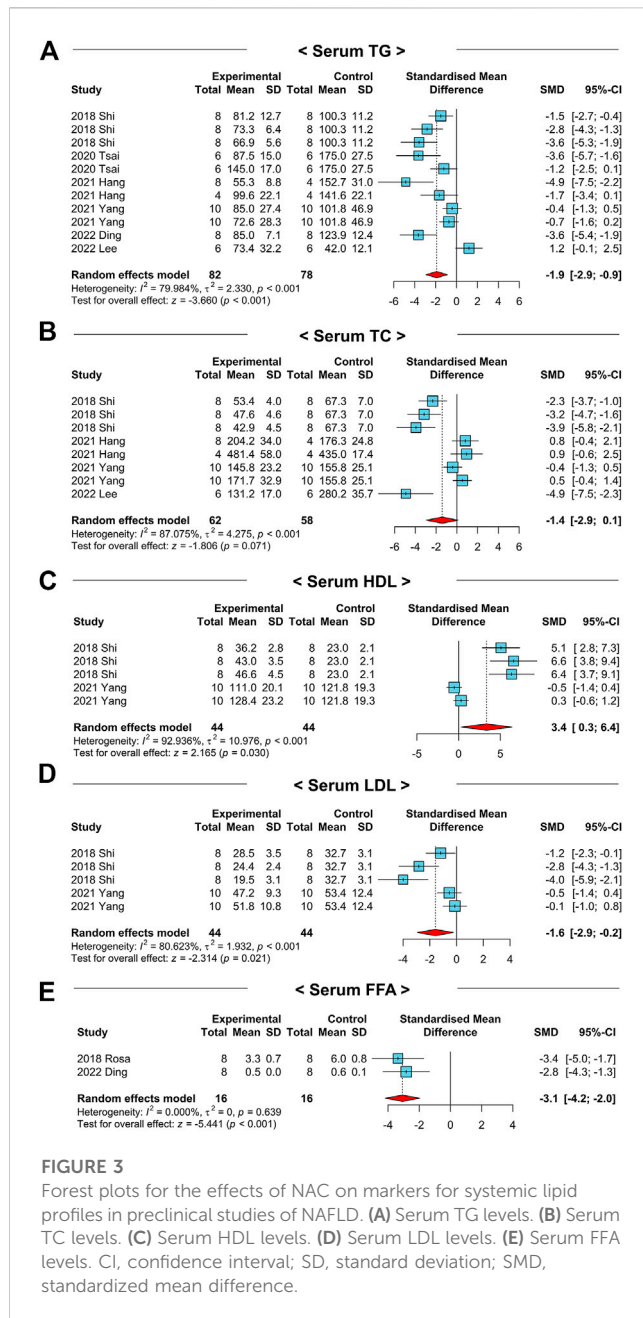 A
< Serum TG >
Experimental Control Standardised Mean
Study Total Mean SD Total Mean SD Difference SMD 95%-CI
2018 Shi 8 81.2 12.7 8 100.3 11.2 -1.5 [-2.7; -0.4]
2018 Shi 8 73.3 6.4 8 100.3 11.2 -2.8 [-4.3; -1.3]
2018 Shi 8 66.9 5.6 8 100.3 11.2 -3.6 [-5.3; -1.9]
2020 Tsai 6 87.5 15.0 6 175.0 27.5 -3.6 [-5.7; -1.6]
2020 Tsai 6 145.0 17.0 6 175.0 27.5 -1.2 [-2.5; 0.1]
2021 Hang 8 55.3 8.8 4 152.7 31.0 -4.9 [-7.5; -2.2]
2021 Hang 4 99.6 22.1 4 141.6 22.1 -1.7 [-3.4; 0.1]
2021 Yang 10 85.0 27.4 10 101.8 46.9 -0.4 [-1.3; 0.5]
2021 Yang 10 72.6 28.3 10 101.8 46.9 -0.7 [-1.6; 0.2]
2022 Ding 8 85.0 7.1 8 123.9 12.4 -3.6 [-5.4; -1.9]
2022 Lee 6 73.4 32.2 6 42.0 12.1 1.2 [-0.1; 2.5]
Random effects model 82 78 -1.9 [-2.9; -0.9]
Heterogeneity: I² = 79.984%, τ² = 2.330, p < 0.001
Test for overall effect: z = -3.660 (p < 0.001)
-6 -4 -2 0 2 4 6
B
< Serum TC >
Experimental Control Standardised Mean
Study Total Mean SD Total Mean SD Difference SMD 95%-CI
2018 Shi 8 53.4 4.0 8 67.3 7.0 -2.3 [-3.7; -1.0]
2018 Shi 8 47.6 4.6 8 67.3 7.0 -3.2 [-4.7; -1.6]
2018 Shi 8 42.9 4.5 8 67.3 7.0 -3.9 [-5.8; -2.1]
2021 Hang 8 204.2 34.0 4 176.3 24.8 0.8 [-0.4; 2.1]
2021 Hang 4 481.4 58.0 4 435.0 17.4 0.9 [-0.6; 2.5]
2021 Yang 10 145.8 23.2 10 155.8 25.1 -0.4 [-1.3; 0.5]
2021 Yang 10 171.7 32.9 10 155.8 25.1 0.5 [-0.4; 1.4]
2022 Lee 6 131.2 17.0 6 280.2 35.7 -4.9 [-7.5; -2.3]
Random effects model 62 58 -1.4 [-2.9; 0.1]
Heterogeneity: I² = 87.075%, τ² = 4.275, p < 0.001
Test for overall effect: z = -1.806 (p = 0.071)
-6 -4 -2 0 2 4 6
C
< Serum HDL >
Experimental Control Standardised Mean
Study Total Mean SD Total Mean SD Difference SMD 95%-CI
2018 Shi 8 36.2 2.8 8 23.0 2.1 5.1 [ 2.8; 7.3]
2018 Shi 8 43.0 3.5 8 23.0 2.1 6.6 [ 3.8; 9.4]
2018 Shi 8 46.6 4.5 8 23.0 2.1 6.4 [ 3.7; 9.1]
2021 Yang 10 111.0 20.1 10 121.8 19.3 -0.5 [-1.4; 0.4]
2021 Yang 10 128.4 23.2 10 121.8 19.3 0.3 [-0.6; 1.2]
Random effects model 44 44 3.4 [ 0.3; 6.4]
Heterogeneity: I² = 92.936%, τ² = 10.976, p < 0.001
Test for overall effect: z = 2.165 (p = 0.030)
-5 0 5
D
< Serum LDL >
Experimental Control Standardised Mean
Study Total Mean SD Total Mean SD Difference SMD 95%-CI
2018 Shi 8 28.5 3.5 8 32.7 3.1 -1.2 [-2.3; -0.1]
2018 Shi 8 24.4 2.4 8 32.7 3.1 -2.8 [-4.3; -1.3]
2018 Shi 8 19.5 3.1 8 32.7 3.1 -4.0 [-5.9; -2.1]
2021 Yang 10 47.2 9.3 10 53.4 12.4 -0.5 [-1.4; 0.4]
2021 Yang 10 51.8 10.8 10 53.4 12.4 -0.1 [-1.0; 0.8]
Random effects model 44 44 -1.6 [-2.9; -0.2]
Heterogeneity: I² = 80.623%, τ² = 1.932, p < 0.001
Test for overall effect: z = -2.314 (p = 0.021)
-4 -2 0 2 4
E
< Serum FFA >
Experimental Control Standardised Mean
Study Total Mean SD Total Mean SD Difference SMD 95%-CI
2018 Rosa 8 3.3 0.7 8 6.0 0.8 -3.4 [-5.0; -1.7]
2022 Ding 8 0.5 0.0 8 0.6 0.1 -2.8 [-4.3; -1.3]
Random effects model 16 16 -3.1 [-4.2; -2.0]
Heterogeneity: I² = 0.000%, τ² = 0, p = 0.639
Test for overall effect: z = -5.441 (p < 0.001)
-4 -2 0 2 4
FIGURE 3
Forest plots for the effects of NAC on markers for systemic lipid
profiles in preclinical studies of NAFLD. (A) Serum TG levels. (B) Serum
TC levels. (C) Serum HDL levels. (D) Serum LDL levels. (E) Serum FFA
levels. CI, confidence interval; SD, standard deviation; SMD,
standardized mean difference.